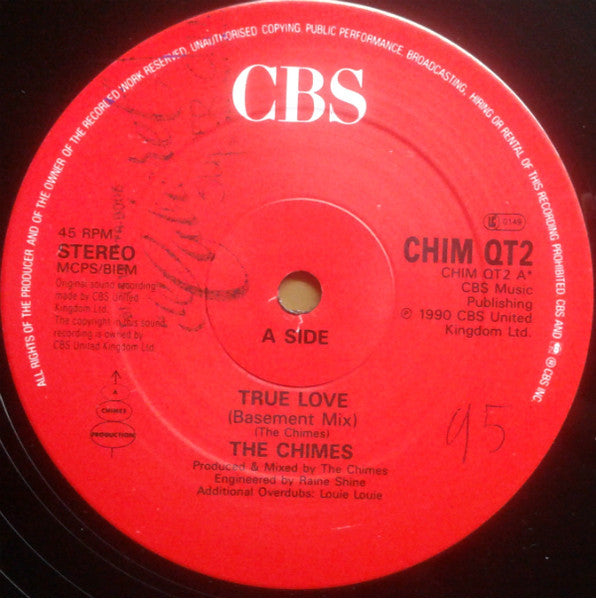 ALL RIGHTS OF THE PRODUCER AND OF THE OWNER OF THE RECORDED WORK RESERVED. UNAUTHORISED COPYING, PUBLIC PERFORMANCE, BROADCASTING, HIRING OR RENTAL OF THIS RECORDING PROHIBITED CBS AND ® CBS INC.
CBS
45 RPM
STEREO
MCPS/BIEM
Original sound recording
made by CBS United
Kingdom Ltd.
The copyright in this sound
recording is owned by
CBS United Kingdom Ltd.
LC 0149
CHIM QT2
CHIM QT2 A*
CBS Music
Publishing
℗ 1990 CBS United
Kingdom Ltd.
A SIDE
CHIMES
PRODUCTION
TRUE LOVE
(Basement Mix)
(The Chimes)
THE CHIMES
Produced & Mixed by The Chimes
Engineered by Raine Shine
Additional Overdubs: Louie Louie
95